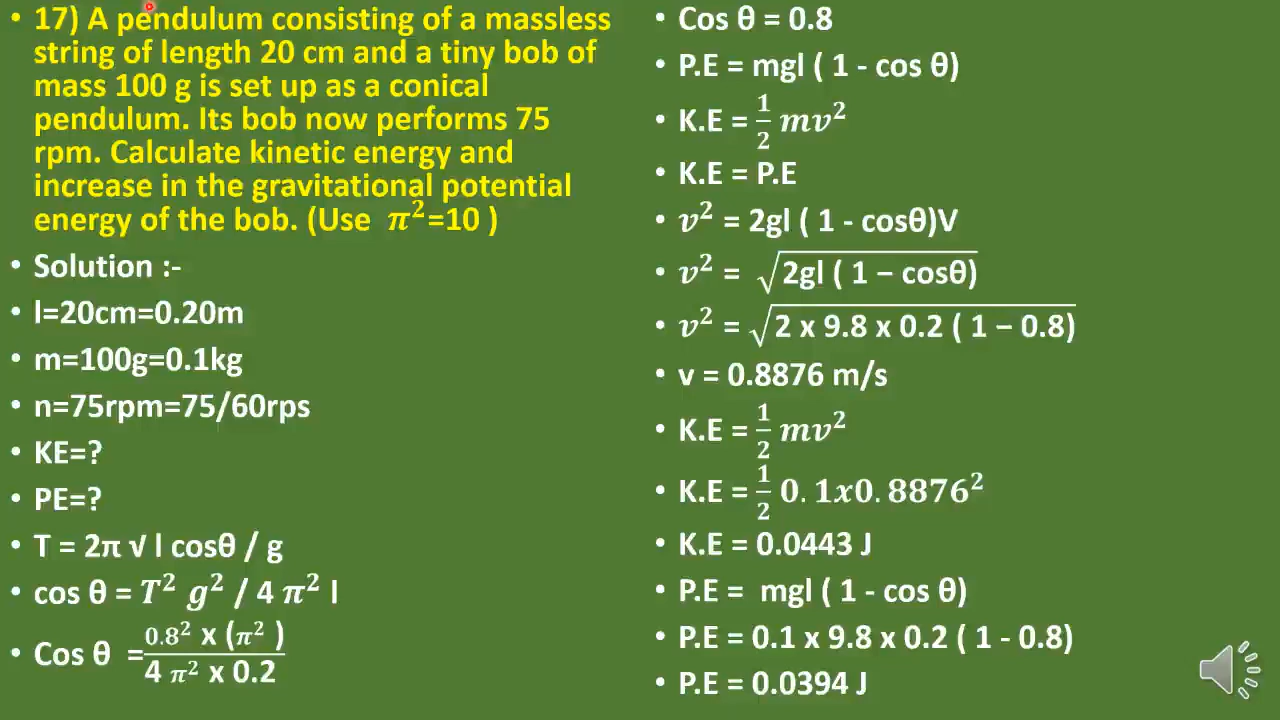 • 17) A pendulum consisting of a massless
string of length 20 cm and a tiny bob of
mass 100 g is set up as a conical
pendulum. Its bob now performs 75
rpm. Calculate kinetic energy and
increase in the gravitational potential
energy of the bob. (Use π²=10 )
• Solution :-
• l=20cm=0.20m
• m=100g=0.1kg
• n=75rpm=75/60rps
• KE=?
• PE=?
• T = 2π √ l cosθ / g
• cos θ = T² g² / 4 π² l
• Cos θ = 0.8² x (π² ) / 4 π² x 0.2
• Cos θ = 0.8
• P.E = mgl ( 1 - cos θ)
• K.E = 1/2 mv²
• K.E = P.E
• v² = 2gl ( 1 - cosθ)V
• v² = √2gl ( 1 − cosθ)
• v² = √2 x 9.8 x 0.2 ( 1 − 0.8)
• v = 0.8876 m/s
• K.E = 1/2 mv²
• K.E = 1/2 0.1x0.8876²
• K.E = 0.0443 J
• P.E = mgl ( 1 - cos θ)
• P.E = 0.1 x 9.8 x 0.2 ( 1 - 0.8)
• P.E = 0.0394 J